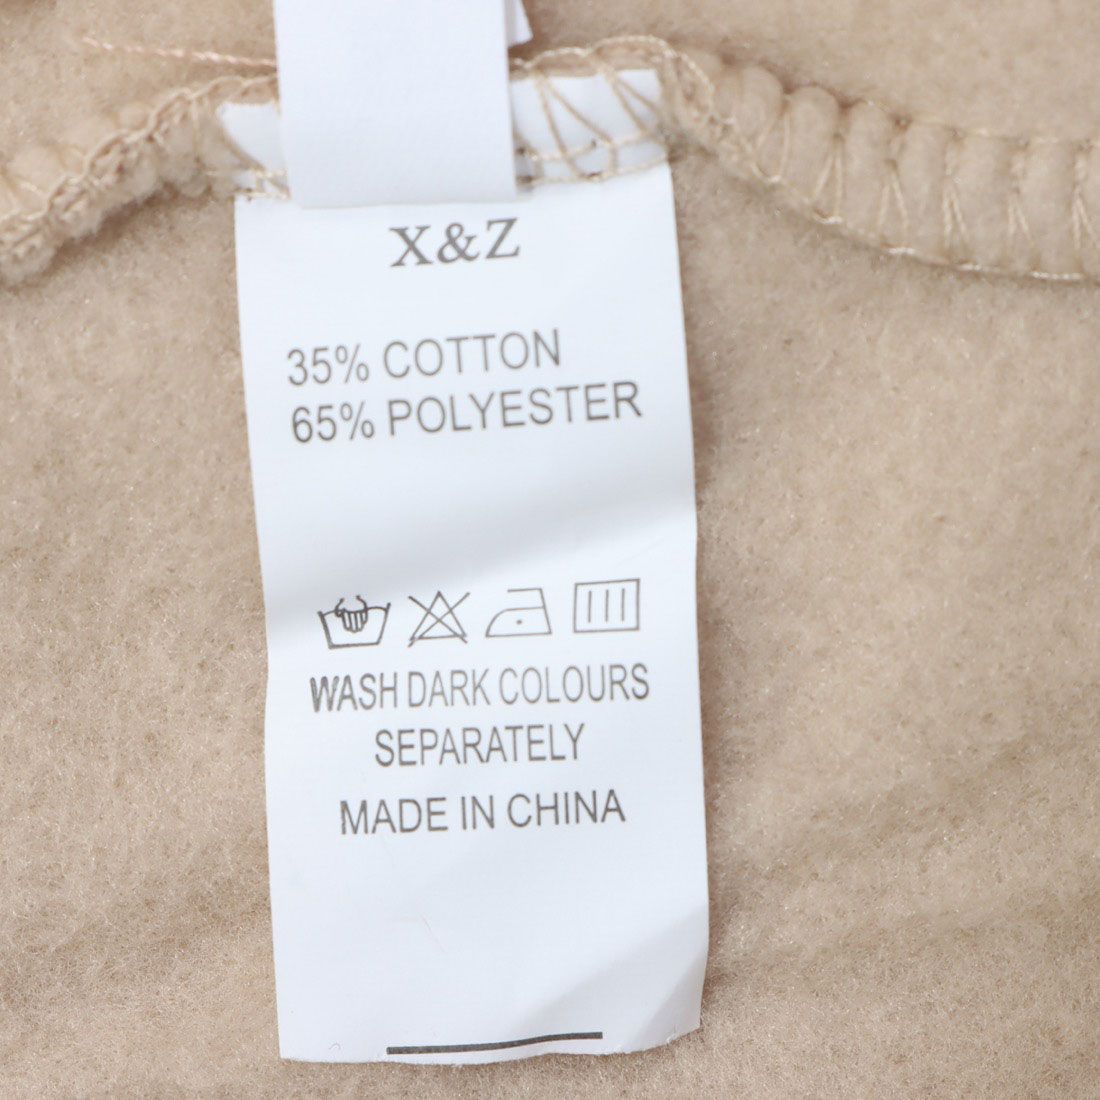 X&Z
35% COTTON
65% POLYESTER
WASH DARK COLOURS
SEPARATELY
MADE IN CHINA